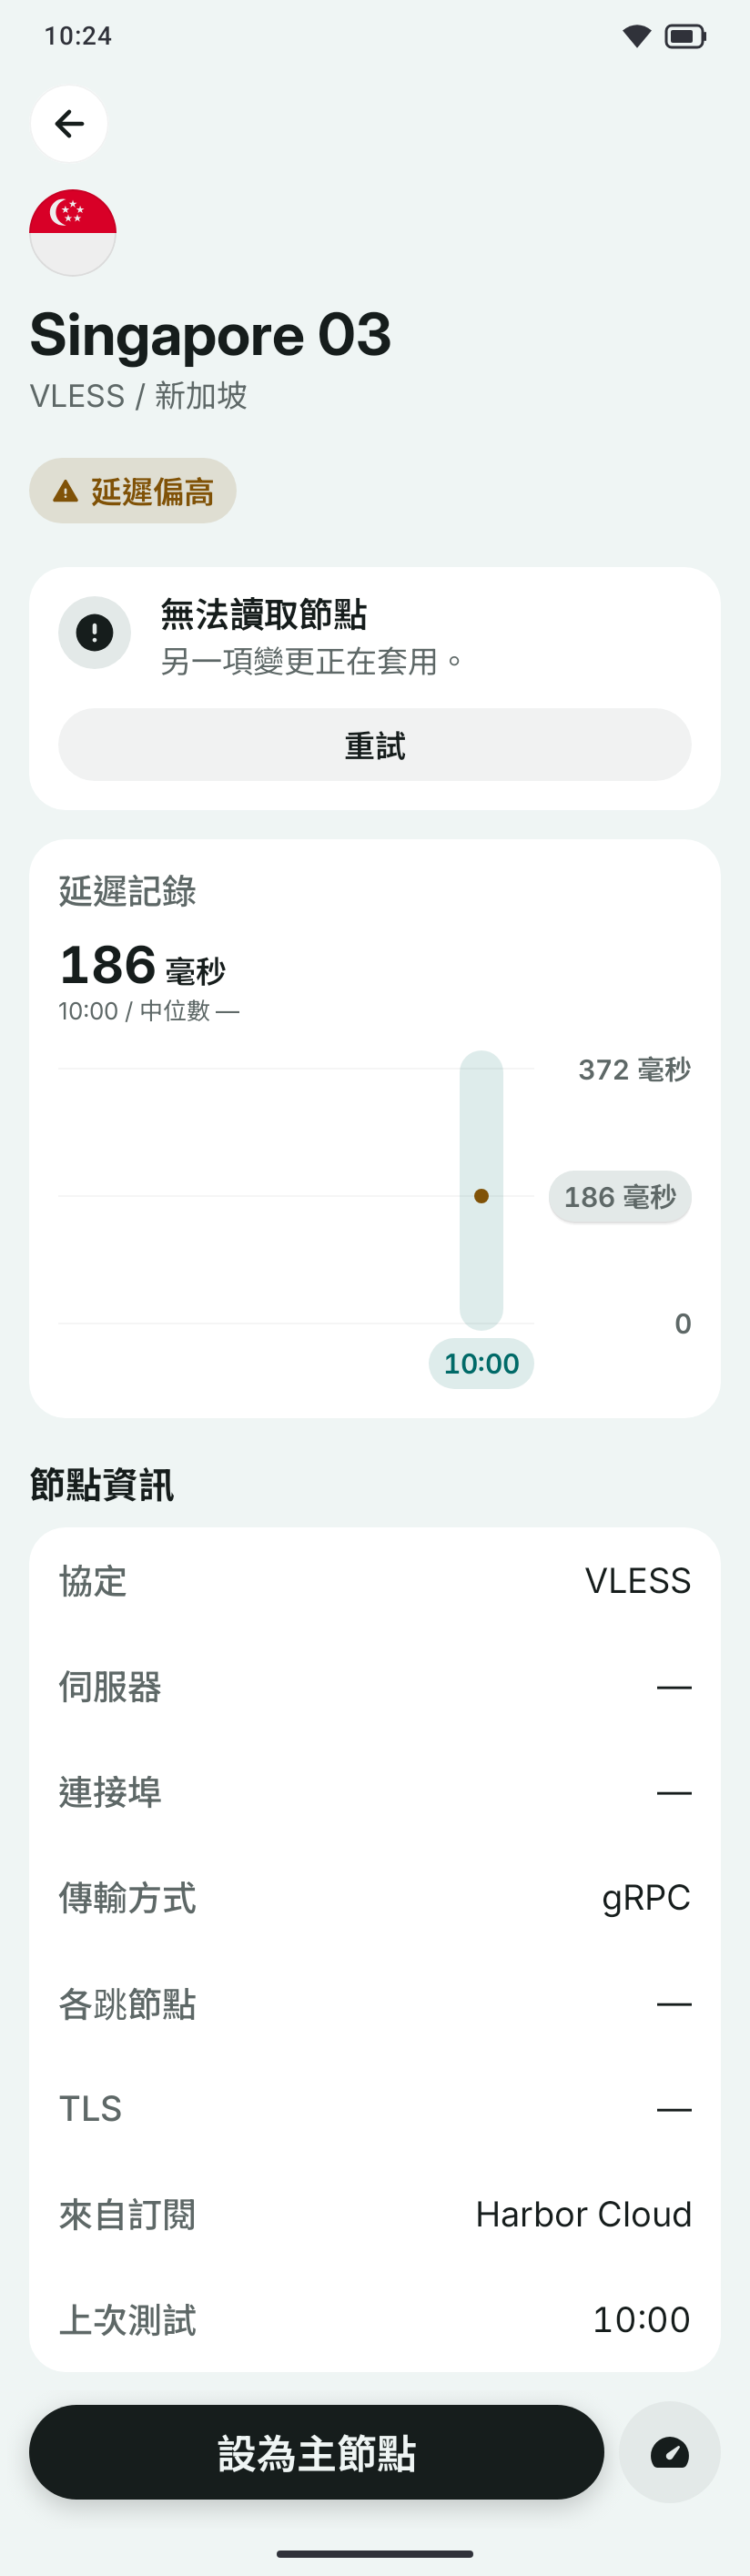 10:24
Singapore 03
VLESS / 新加坡
延遲偏高
無法讀取節點
另一項變更正在套用。
重試
延遲記錄
186 毫秒
10:00 / 中位數 —
372 毫秒
186 毫秒
0
10:00
節點資訊
協定 VLESS
伺服器 —
連接埠 —
傳輸方式 gRPC
各跳節點 —
TLS —
來自訂閱 Harbor Cloud
上次測試 10:00
設為主節點